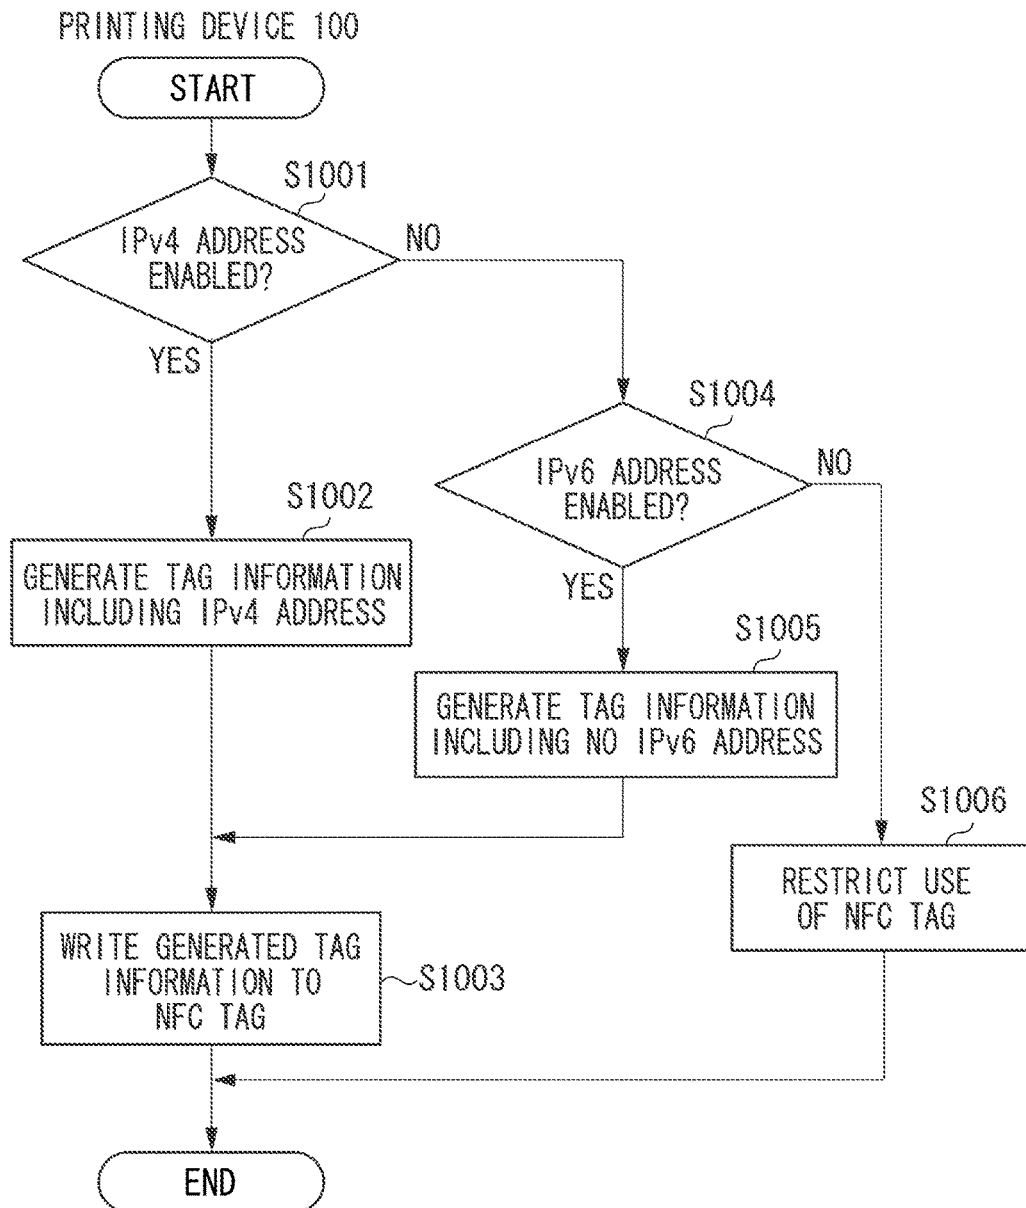 PRINTING DEVICE 100
START
S1001
IPv4 ADDRESS
ENABLED?
NO
YES
S1004
IPv6 ADDRESS
ENABLED?
NO
YES
S1002
GENERATE TAG INFORMATION
INCLUDING IPv4 ADDRESS
S1005
GENERATE TAG INFORMATION
INCLUDING NO IPv6 ADDRESS
S1006
RESTRICT USE
OF NFC TAG
WRITE GENERATED TAG
INFORMATION TO
NFC TAG
S1003
END